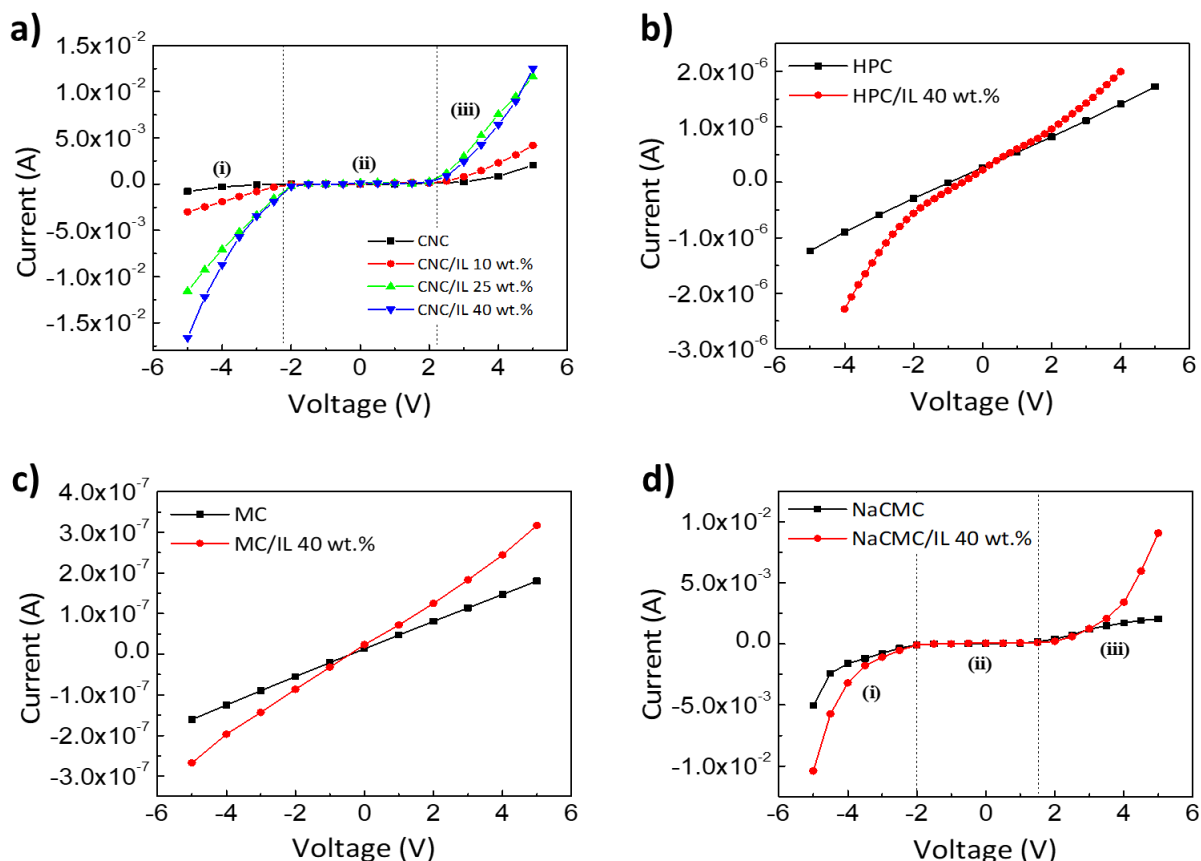 a)
1.5x10⁻²
1.0x10⁻²
5.0x10⁻³
0.0
-5.0x10⁻³
-1.0x10⁻²
-1.5x10⁻²
Current (A)
(i)
(ii)
(iii)
CNC
CNC/IL 10 wt.%
CNC/IL 25 wt.%
CNC/IL 40 wt.%
-6 -4 -2 0 2 4 6
Voltage (V)
b)
2.0x10⁻⁶
1.0x10⁻⁶
0.0
-1.0x10⁻⁶
-2.0x10⁻⁶
-3.0x10⁻⁶
Current (A)
HPC
HPC/IL 40 wt.%
-6 -4 -2 0 2 4 6
Voltage (V)
c)
4.0x10⁻⁷
3.0x10⁻⁷
2.0x10⁻⁷
1.0x10⁻⁷
0.0
-1.0x10⁻⁷
-2.0x10⁻⁷
-3.0x10⁻⁷
Current (A)
MC
MC/IL 40 wt.%
-6 -4 -2 0 2 4 6
Voltage (V)
d)
1.0x10⁻²
5.0x10⁻³
0.0
-5.0x10⁻³
-1.0x10⁻²
Current (A)
NaCMC
NaCMC/IL 40 wt.%
(i)
(ii)
(iii)
-6 -4 -2 0 2 4 6
Voltage (V)